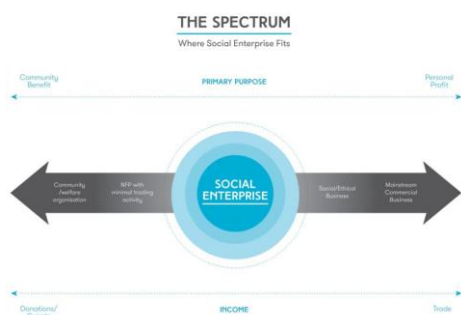 THE SPECTRUM
Where Social Enterprise Fits
Community
Benefit
PRIMARY PURPOSE
Personal
Profit
Community
/welfare
organisation
NFP with
minimal trading
activity
SOCIAL
ENTERPRISE
Social/Ethical
Business
Mainstream
Commercial
Business
Donations/
INCOME
Trade